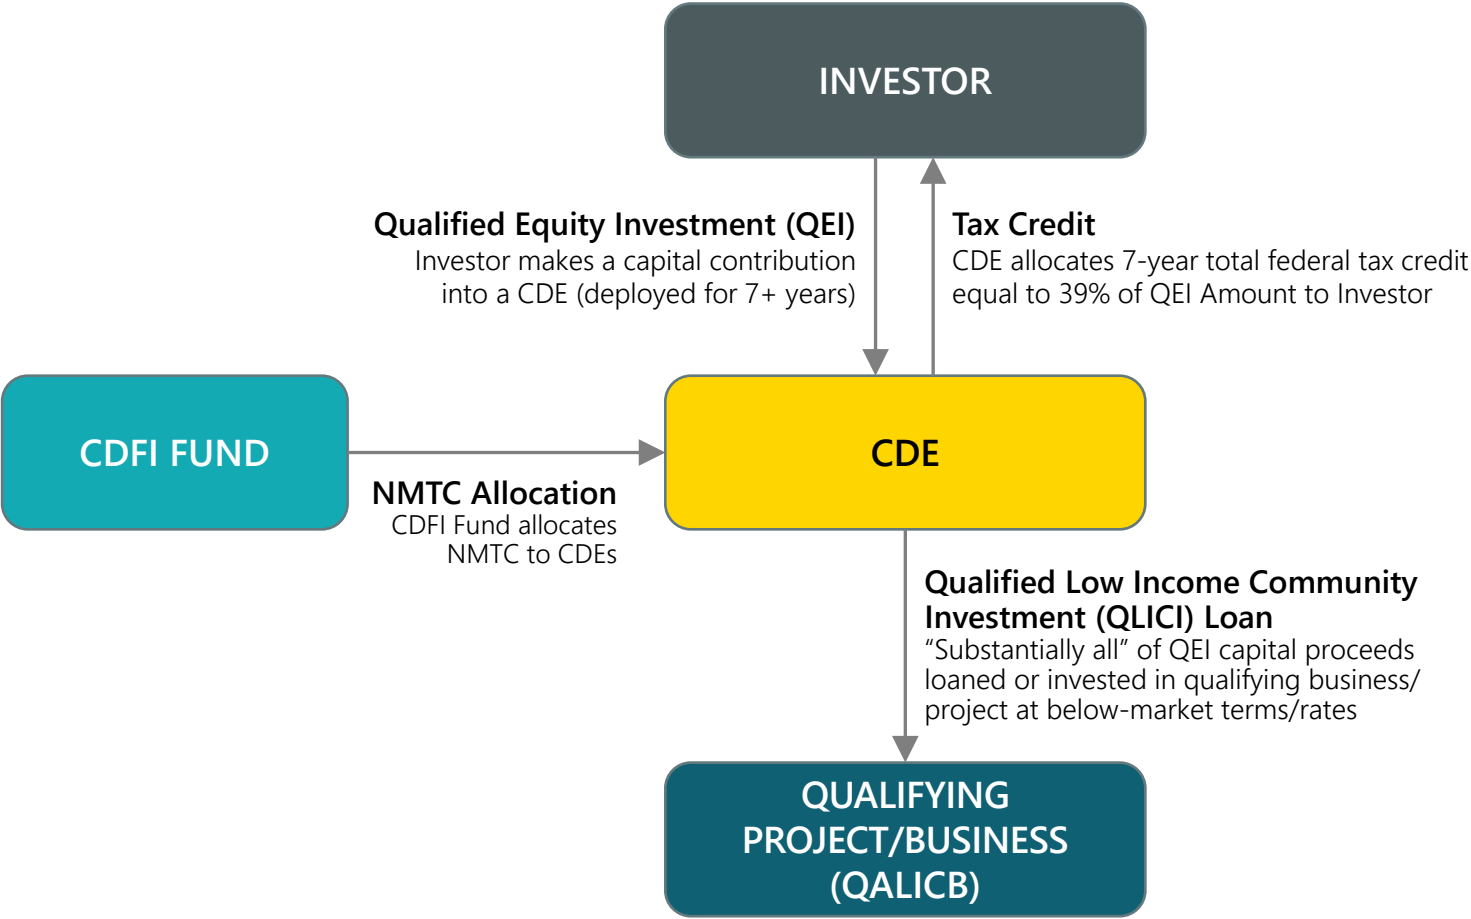 INVESTOR
Qualified Equity Investment (QEI)
Investor makes a capital contribution
into a CDE (deployed for 7+ years)
Tax Credit
CDE allocates 7-year total federal tax credit
equal to 39% of QEI Amount to Investor
CDFI FUND
NMTC Allocation
CDFI Fund allocates
NMTC to CDEs
CDE
Qualified Low Income Community
Investment (QLICI) Loan
“Substantially all” of QEI capital proceeds
loaned or invested in qualifying business/
project at below-market terms/rates
QUALIFYING
PROJECT/BUSINESS
(QALICB)